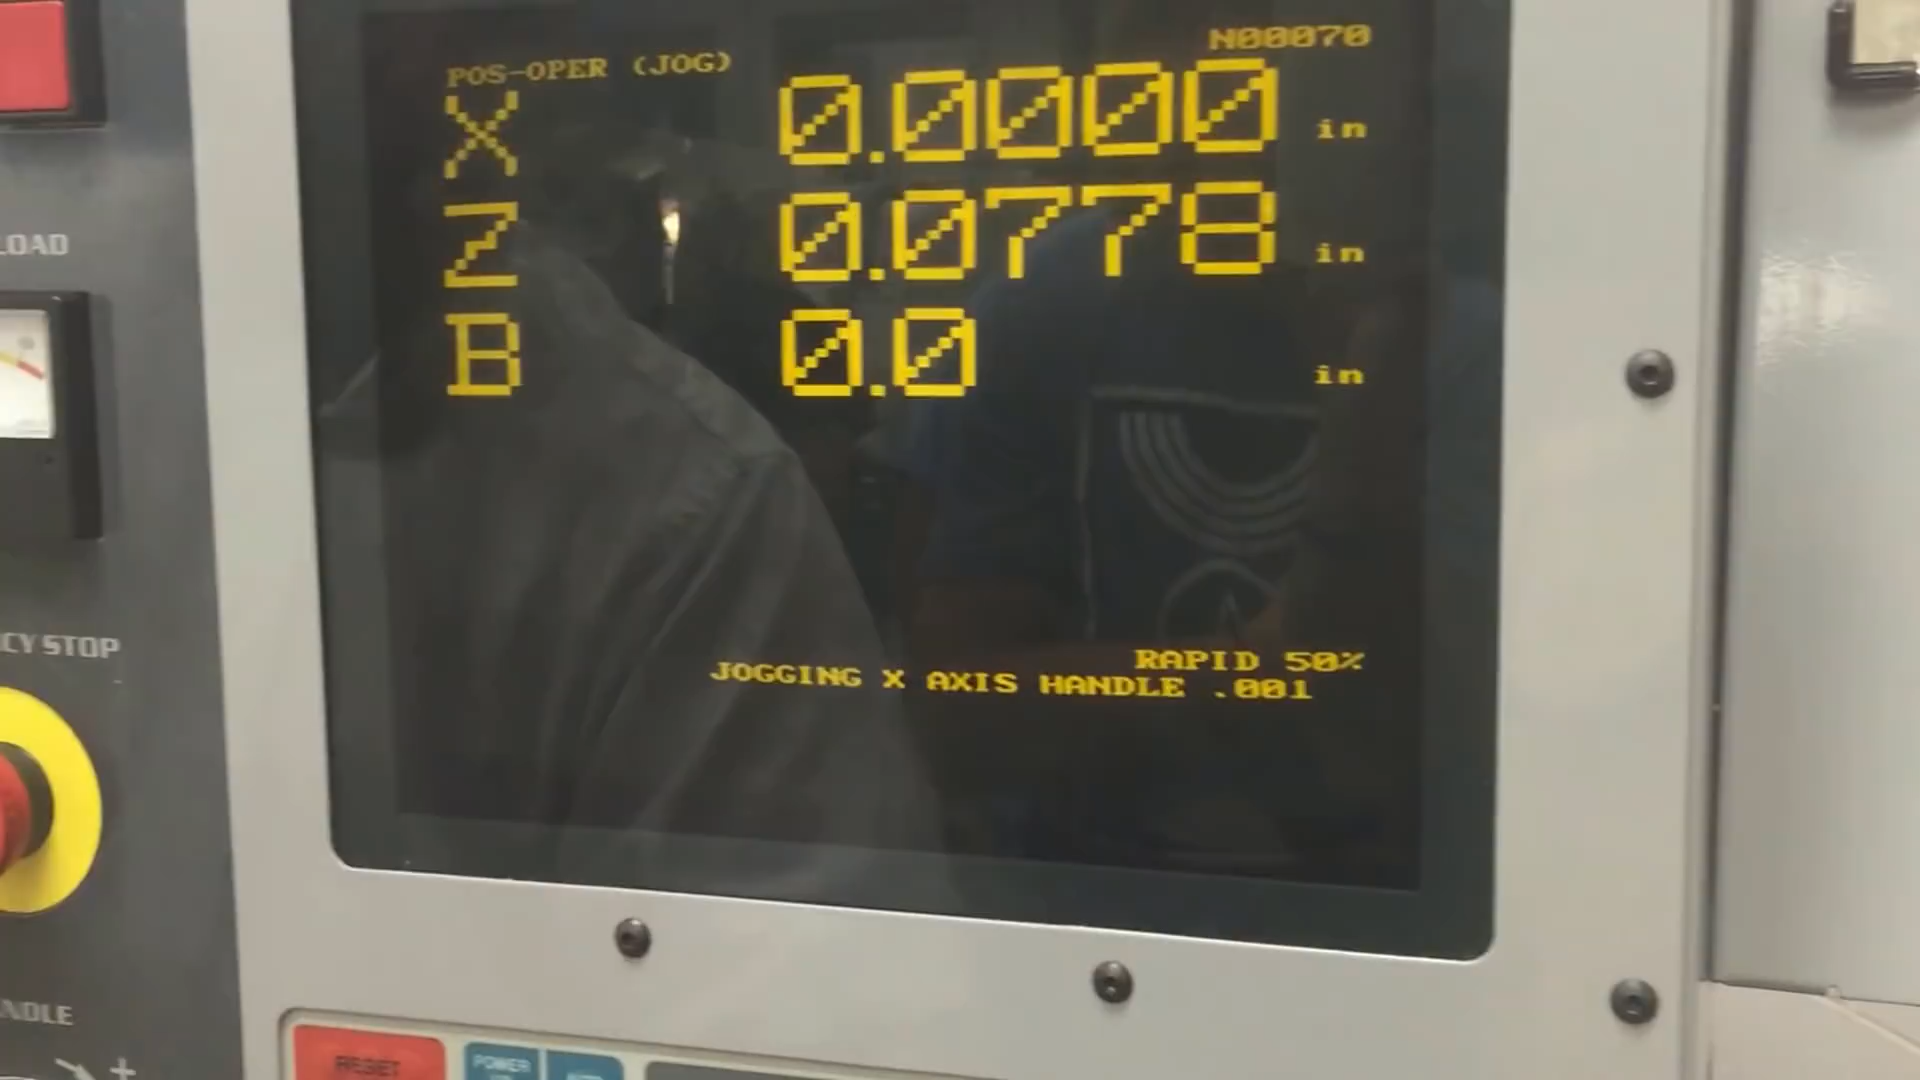 N00070
POS-OPER (JOG)
X 0.0000 in
Z 0.0778 in
B 0.0 in
RAPID 50%
JOGGING X AXIS HANDLE .001
LOAD
CY STOP
NDLE
RESET
POWER